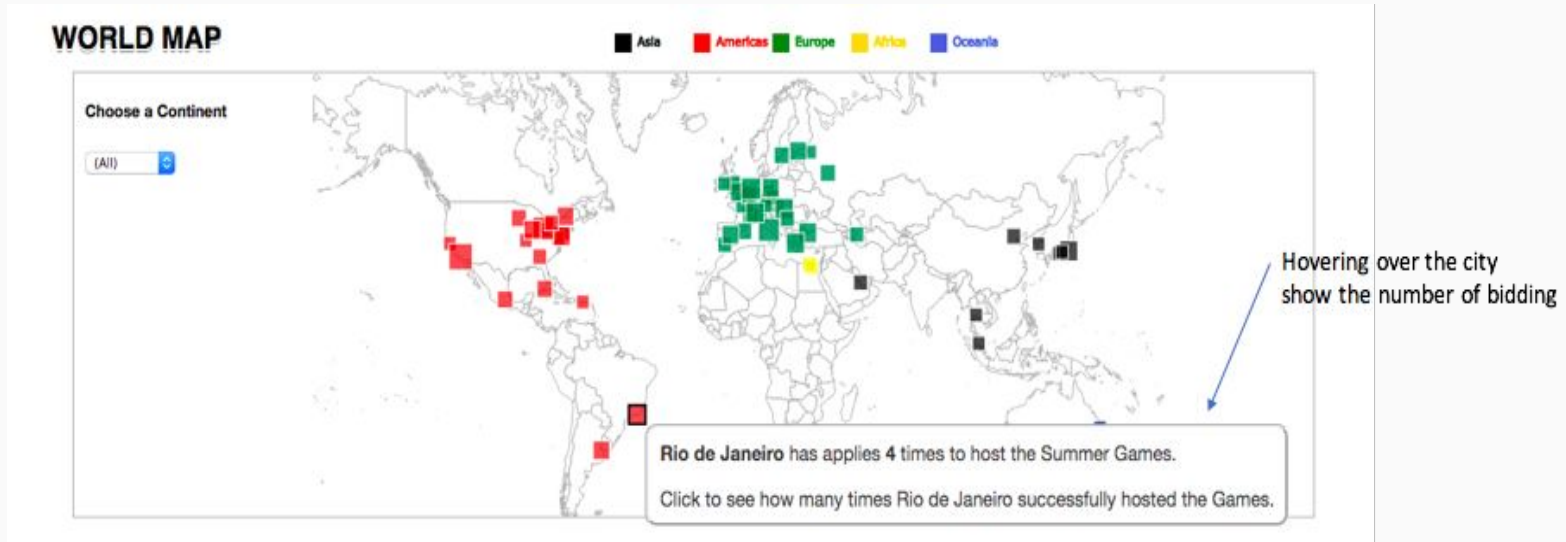 WORLD MAP
Asia Americas Europe Africa Oceania
Choose a Continent
(All)
Hovering over the city
show the number of bidding
Rio de Janeiro has applies 4 times to host the Summer Games.
Click to see how many times Rio de Janeiro successfully hosted the Games.